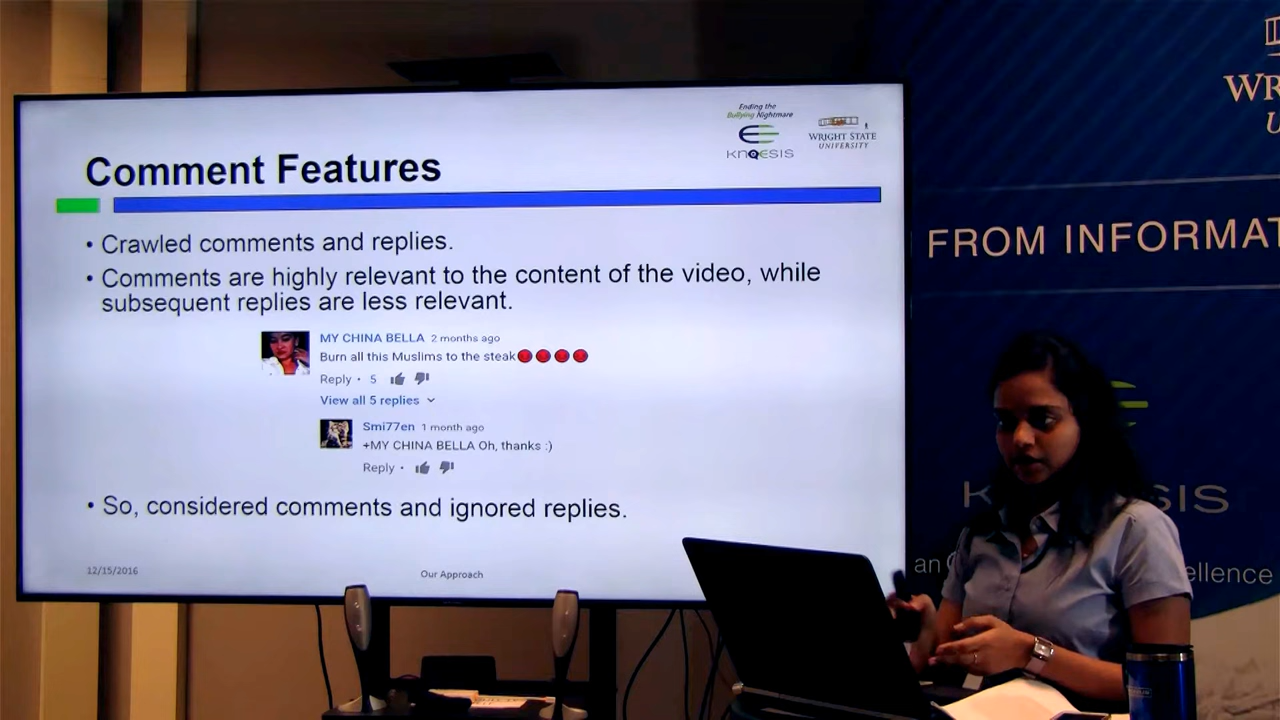 Ending the
Bullying Nightmare
knoesis
WRIGHT STATE
UNIVERSITY
Comment Features
• Crawled comments and replies.
• Comments are highly relevant to the content of the video, while
subsequent replies are less relevant.
MY CHINA BELLA 2 months ago
Burn all this Muslims to the steak
Reply · 5
View all 5 replies
Smi77en 1 month ago
+MY CHINA BELLA Oh, thanks :)
Reply ·
• So, considered comments and ignored replies.
12/15/2016
Our Approach
WR
U
FROM INFORMAT
K SIS
an
ellence